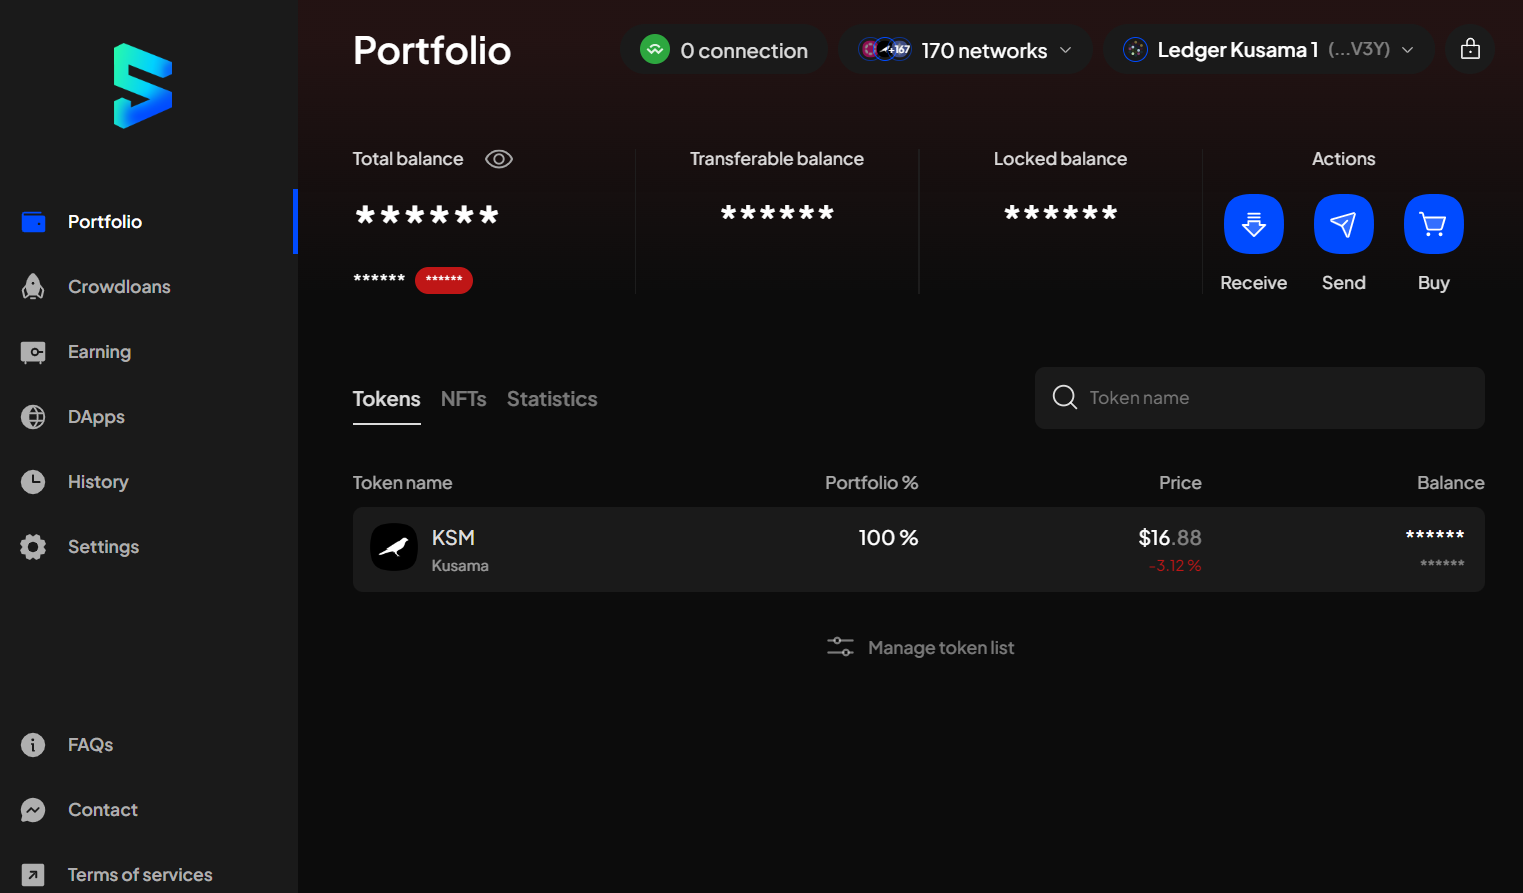 Portfolio
0 connection
+167
170 networks
Ledger Kusama 1 (...V3Y)
Portfolio
Crowdloans
Earning
DApps
History
Settings
FAQs
Contact
Terms of services
Total balance
******
****** ******
Transferable balance
******
Locked balance
******
Actions
Receive
Send
Buy
Tokens
NFTs
Statistics
Token name
Token name
Portfolio %
Price
Balance
KSM
Kusama
100 %
$16.88
-3.12 %
******
******
Manage token list